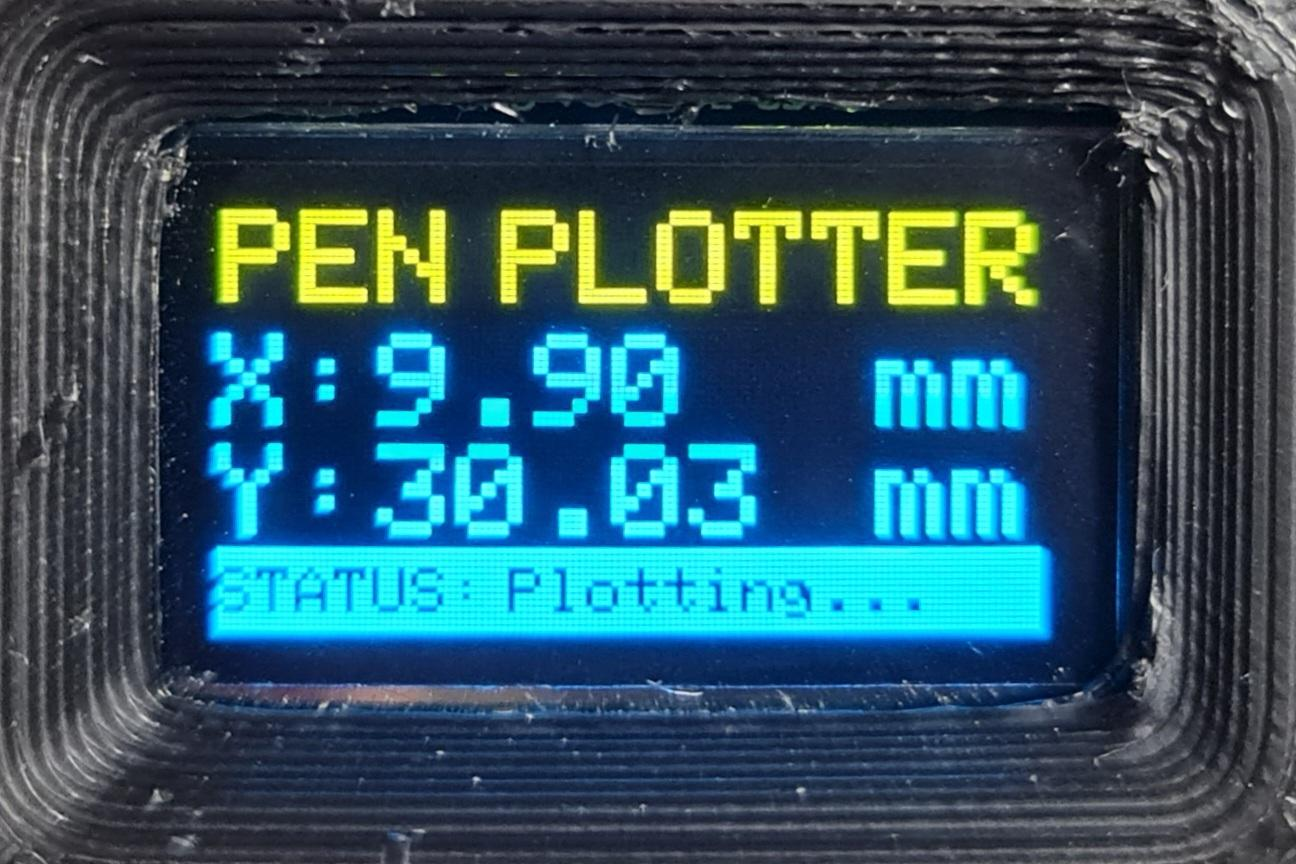 PEN PLOTTER
X:9.90 mm
Y:30.03 mm
STATUS: Plotting...